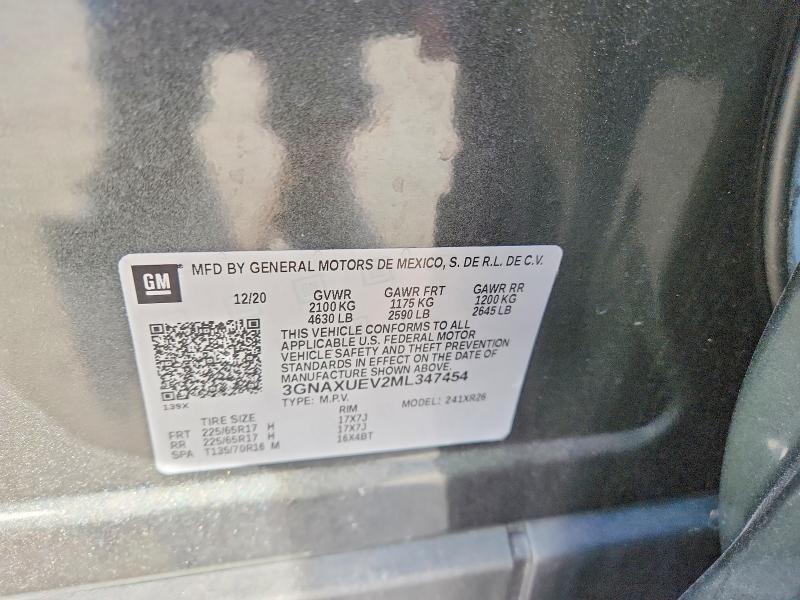 GM MFD BY GENERAL MOTORS DE MEXICO, S. DE R.L. DE C.V.
12/20 GVWR GAWR FRT GAWR RR
2100 KG 1175 KG 1200 KG
4630 LB 2590 LB 2645 LB
THIS VEHICLE CONFORMS TO ALL
APPLICABLE U.S. FEDERAL MOTOR
VEHICLE SAFETY AND THEFT PREVENTION
STANDARDS IN EFFECT ON THE DATE OF
MANUFACTURE SHOWN ABOVE.
3GNAXUEV2ML347454
139X
TYPE: M.P.V. MODEL: 241XR26
TIRE SIZE RIM
FRT 225/65R17 H 17X7J
RR 225/65R17 H 17X7J
SPA T135/70R16 M 16X4BT